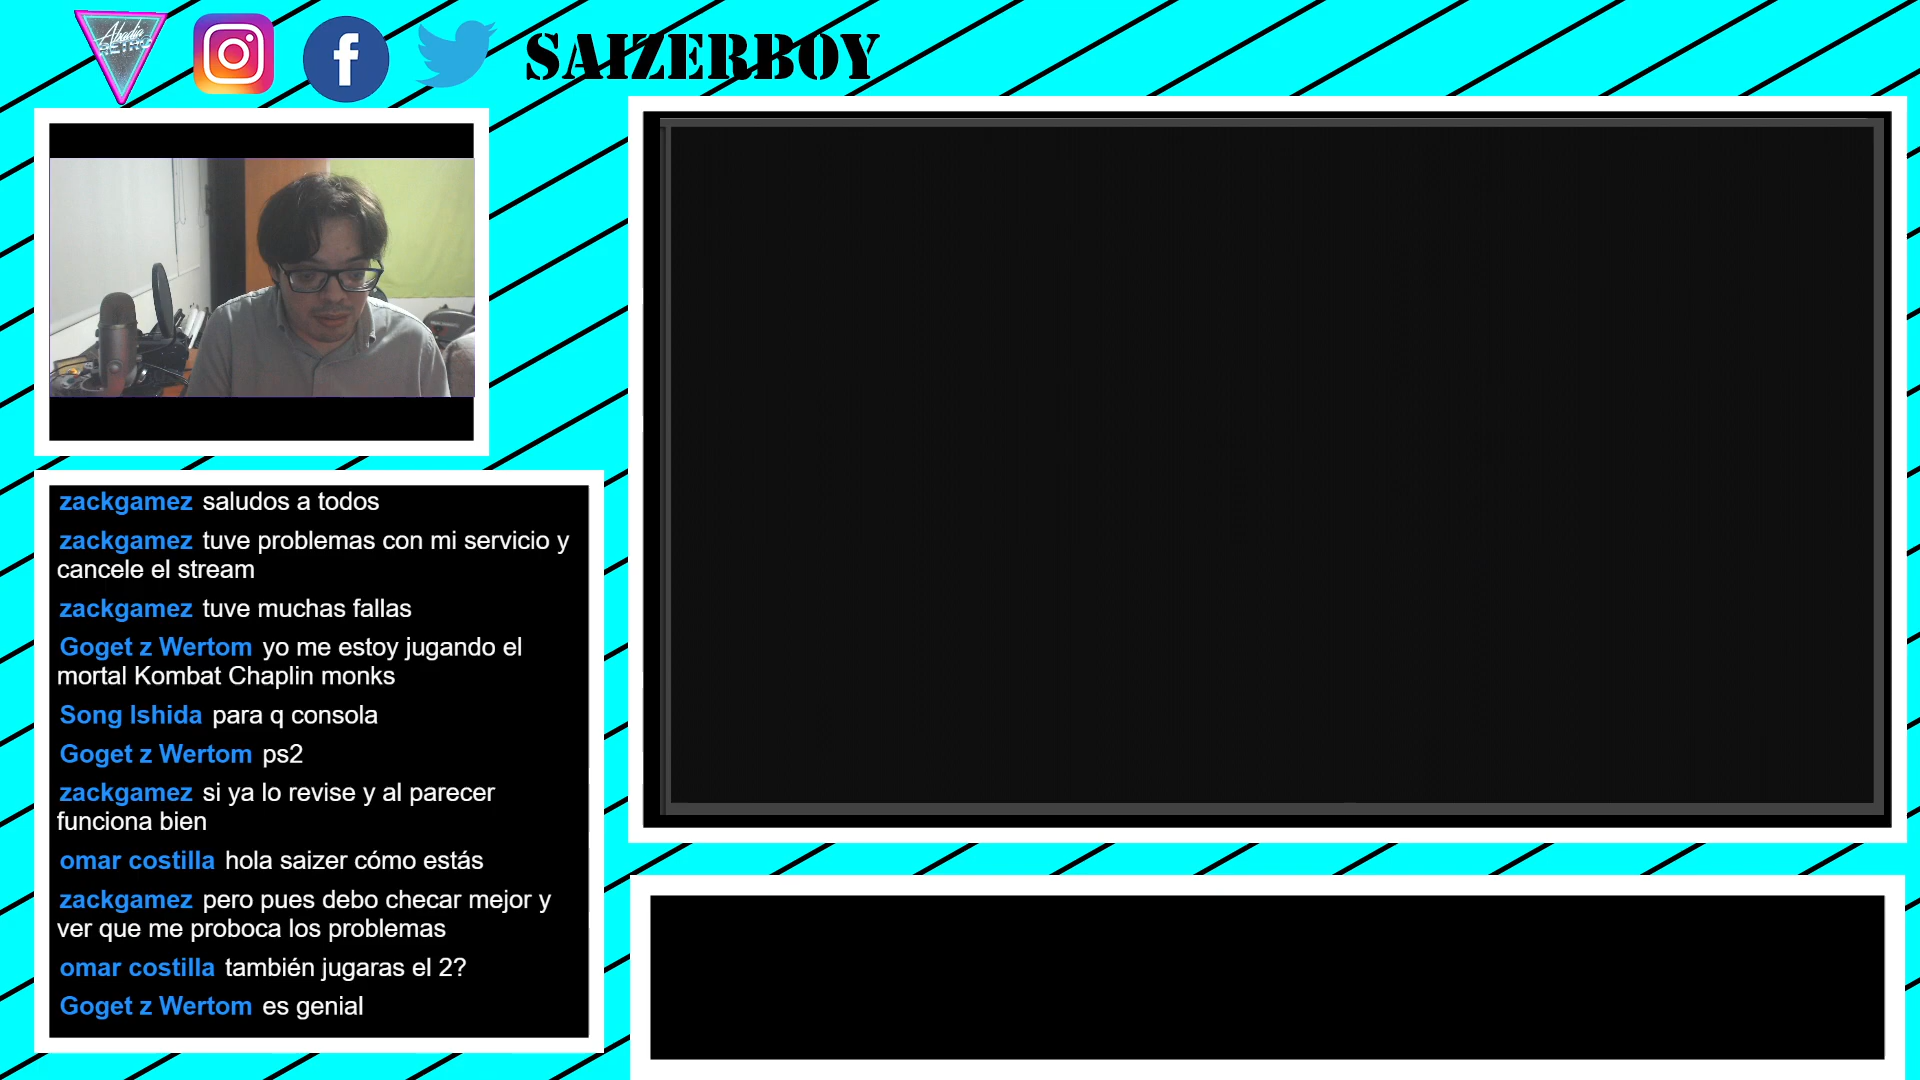 Abadia
RETRO
SAIZERBOY
zackgamez saludos a todos
zackgamez tuve problemas con mi servicio y
cancele el stream
zackgamez tuve muchas fallas
Goget z Wertom yo me estoy jugando el
mortal Kombat Chaplin monks
Song Ishida para q consola
Goget z Wertom ps2
zackgamez si ya lo revise y al parecer
funciona bien
omar costilla hola saizer cómo estás
zackgamez pero pues debo checar mejor y
ver que me proboca los problemas
omar costilla también jugaras el 2?
Goget z Wertom es genial